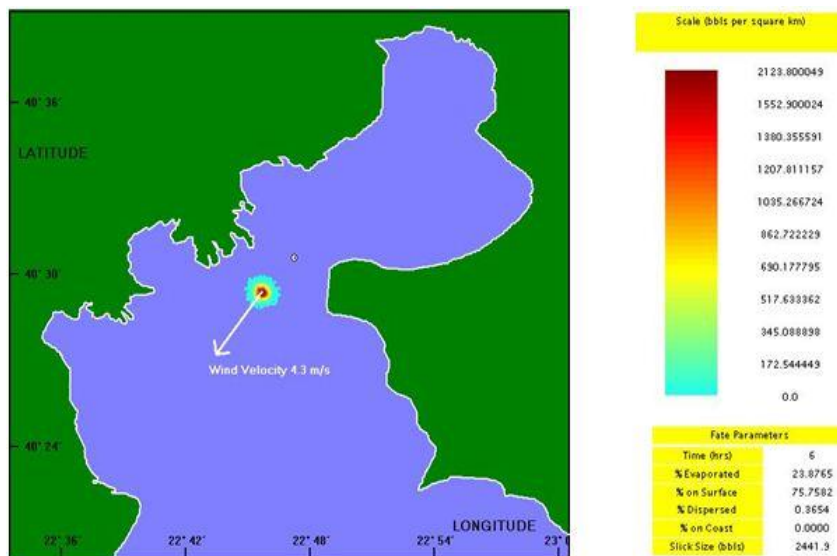 Scale (bbls per square km)
2123.800049
1552.900024
1380.355591
1207.811157
1035.266724
862.722229
690.177795
517.633362
345.088898
172.544449
0.0
40° 36'
LATITUDE
40° 30'
Wind Velocity 4.3 m/s
40° 24'
LONGITUDE
22° 36'
22° 42'
22° 48'
22° 54'
Fate Parameters
Time (hrs) 6
% Evaporated 23.8765
% on Surface 75.7582
% Dispersed 0.3654
% on Coast 0.0000
Slick Size (bbls) 2441.9